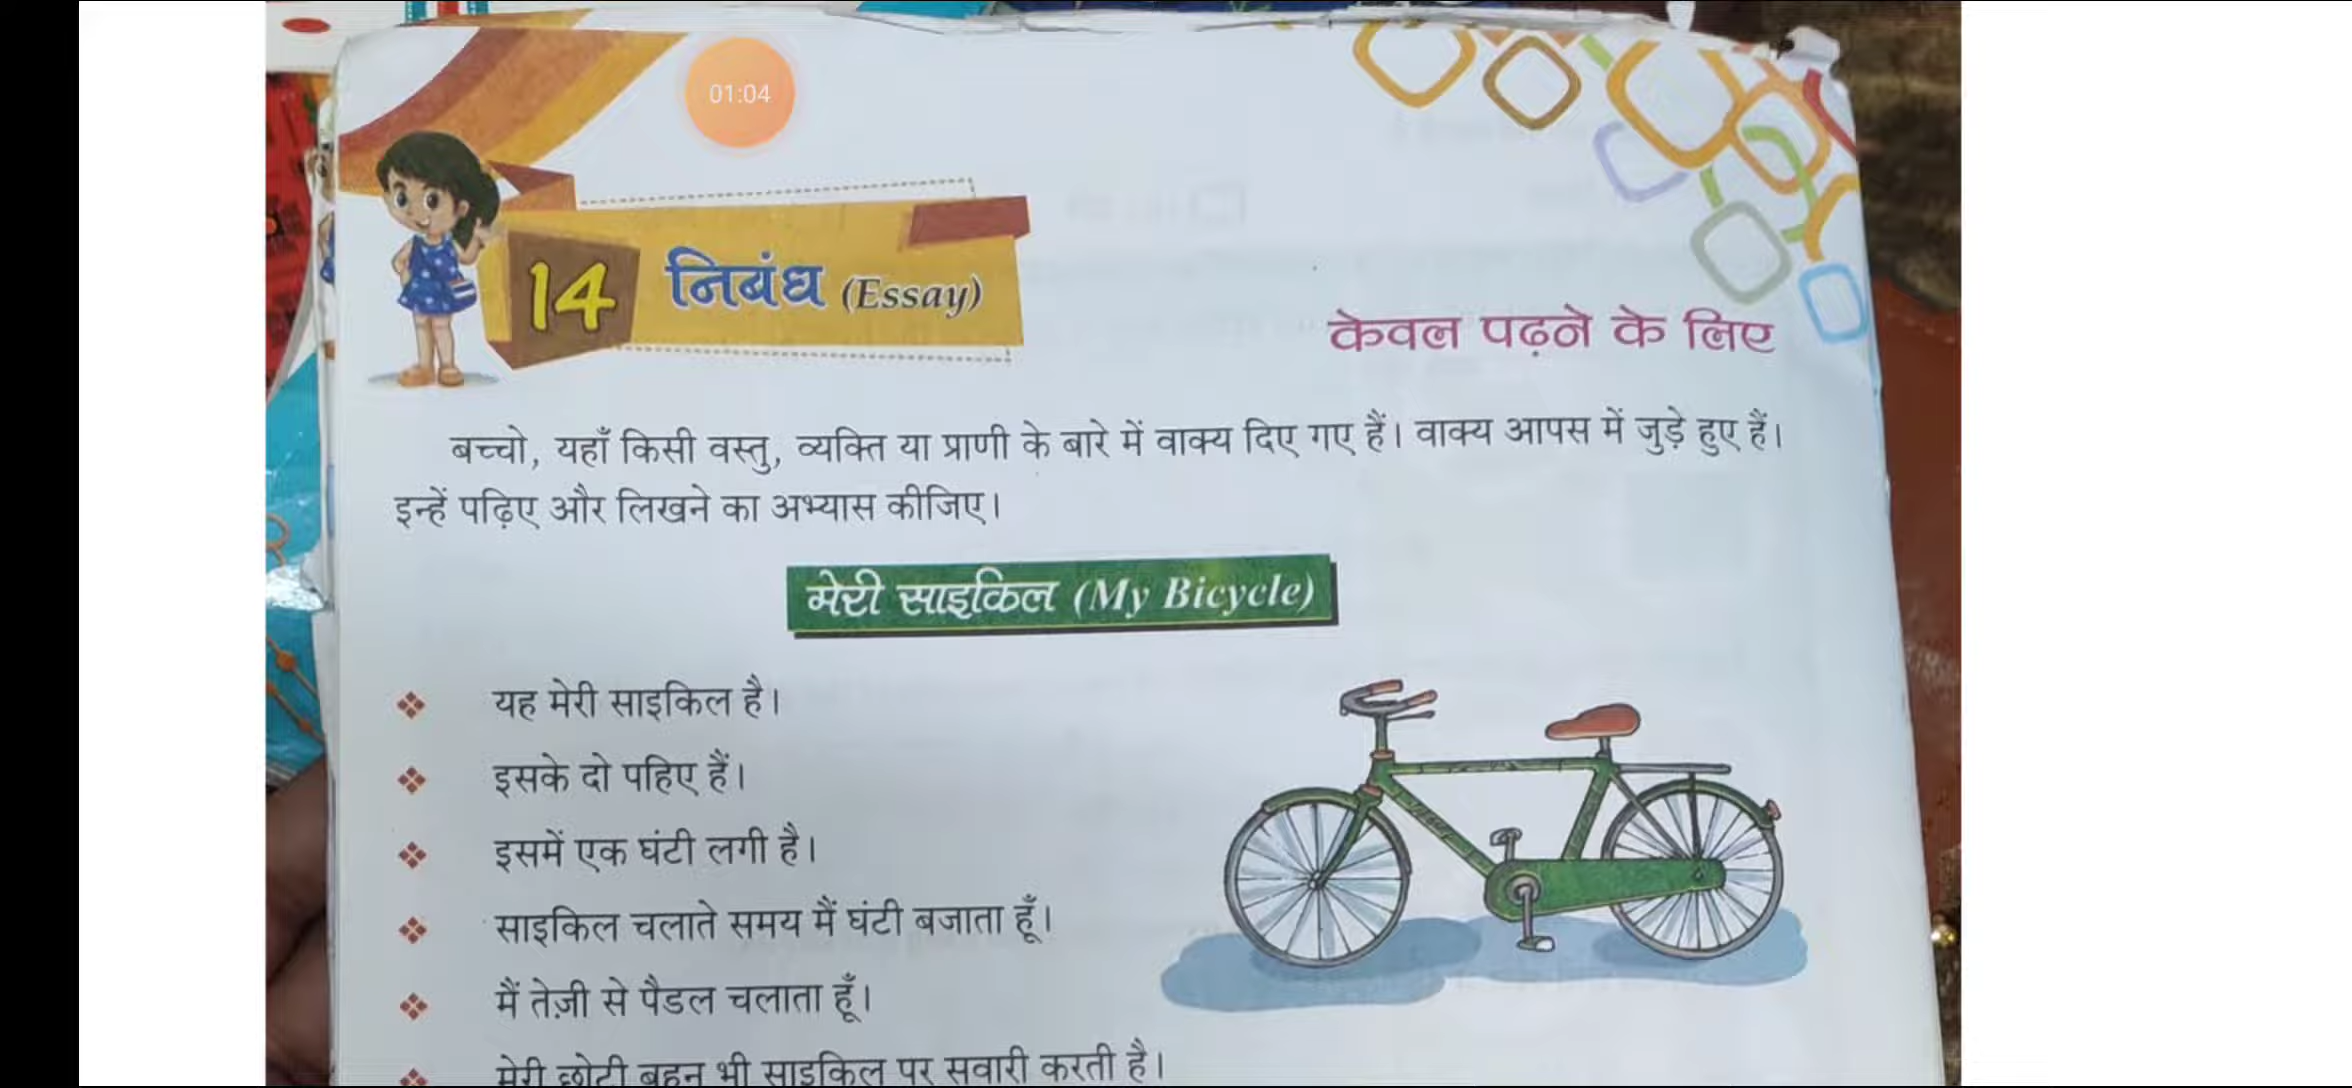 01:04
14 निबंध (Essay)
केवल पढ़ने के लिए
बच्चो, यहाँ किसी वस्तु, व्यक्ति या प्राणी के बारे में वाक्य दिए गए हैं। वाक्य आपस में जुड़े हुए हैं।
इन्हें पढ़िए और लिखने का अभ्यास कीजिए।
मेरी साइकिल (My Bicycle)
यह मेरी साइकिल है।
इसके दो पहिए हैं।
इसमें एक घंटी लगी है।
साइकिल चलाते समय मैं घंटी बजाता हूँ।
मैं तेज़ी से पैडल चलाता हूँ।
मेरी छोटी बहन भी साइकिल पर सवारी करती है।